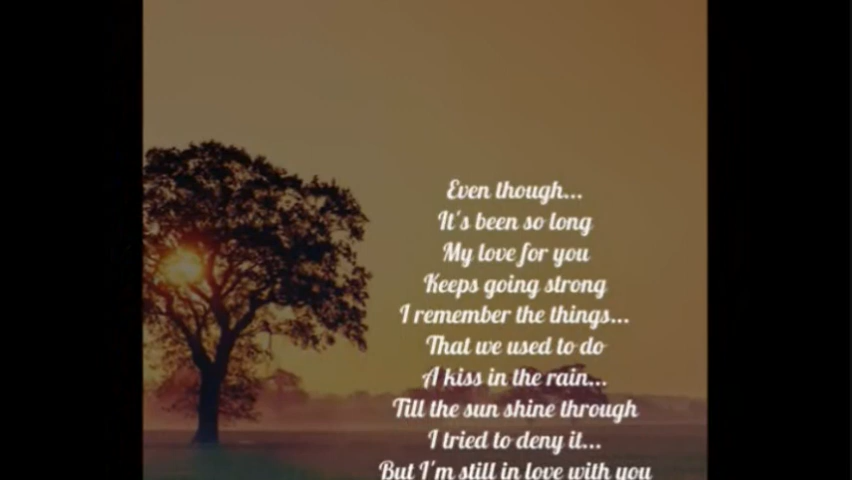 Even though...
It's been so long
My love for you
Keeps going strong
I remember the things...
That we used to do
A kiss in the rain...
Till the sun shine through
I tried to deny it...
But I'm still in love with you